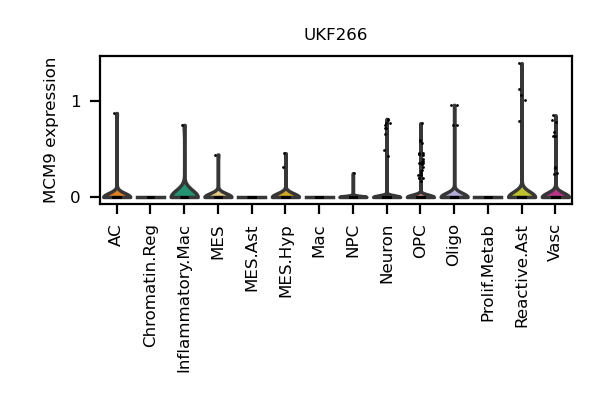 UKF266
MCM9 expression
1
0
AC
Chromatin.Reg
Inflammatory.Mac
MES
MES.Ast
MES.Hyp
Mac
NPC
Neuron
OPC
Oligo
Prolif.Metab
Reactive.Ast
Vasc